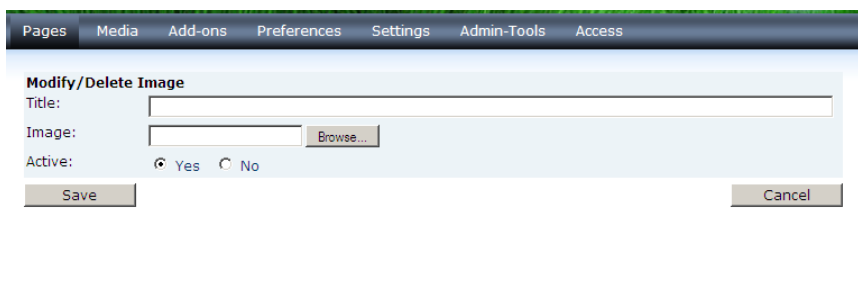 Pages Media Add-ons Preferences Settings Admin-Tools Access
Modify/Delete Image
Title:
Image: Browse...
Active: Yes No
Save Cancel